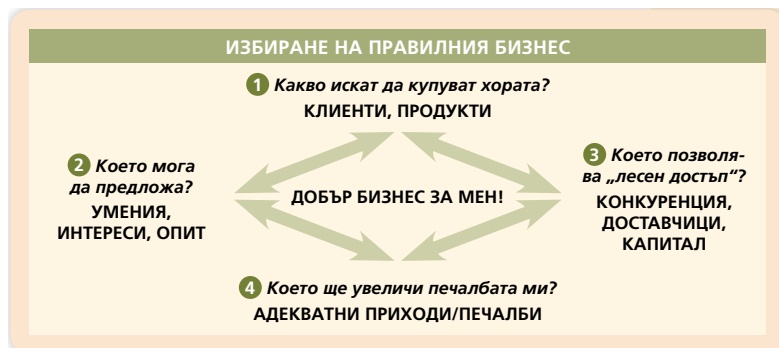 ИЗБИРАНЕ НА ПРАВИЛНИЯ БИЗНЕС
1 Какво искат да купуват хората?
КЛИЕНТИ, ПРОДУКТИ
2 Което мога
да предложа?
УМЕНИЯ,
ИНТЕРЕСИ, ОПИТ
3 Което позволя-
ва „лесен достъп“?
КОНКУРЕНЦИЯ,
ДОСТАВЧИЦИ,
КАПИТАЛ
ДОБЪР БИЗНЕС ЗА МЕН!
4 Което ще увеличи печалбата ми?
АДЕКВАТНИ ПРИХОДИ/ПЕЧАЛБИ